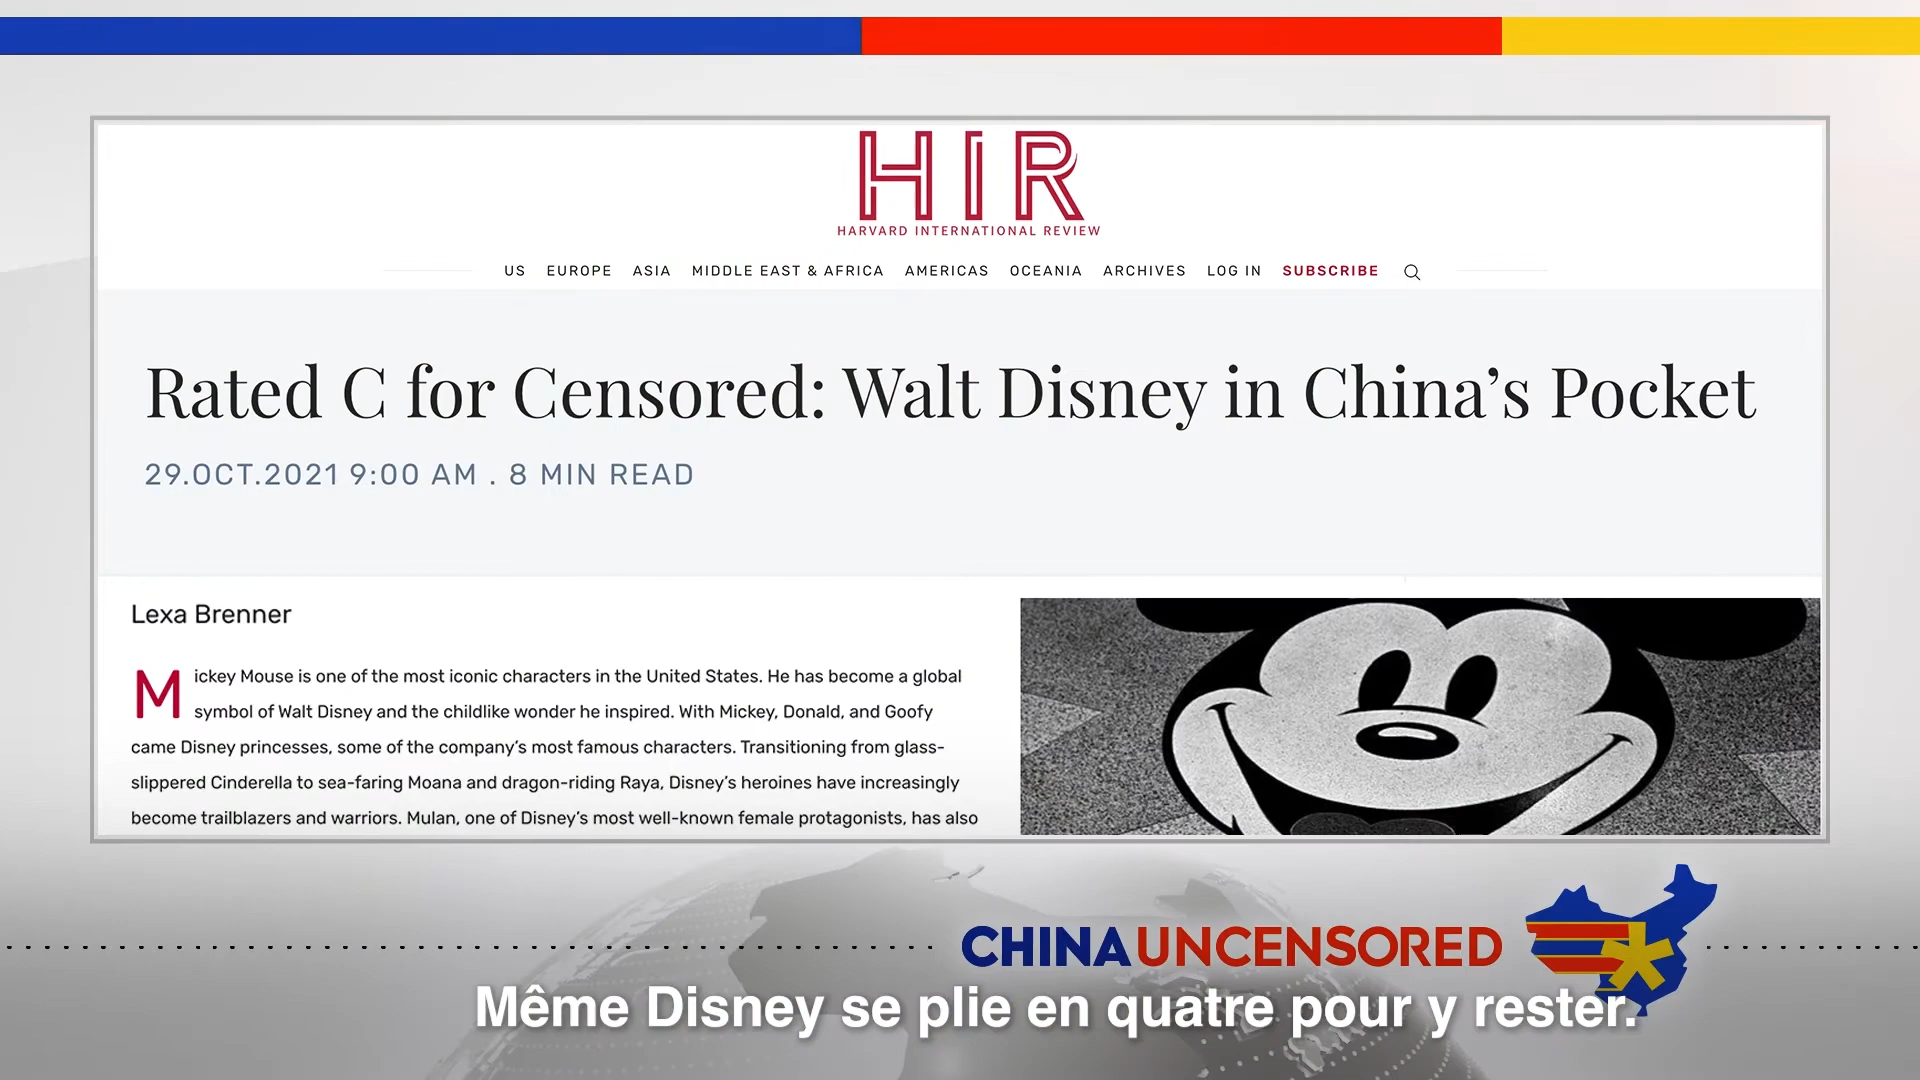 HIR
HARVARD INTERNATIONAL REVIEW
US EUROPE ASIA MIDDLE EAST & AFRICA AMERICAS OCEANIA ARCHIVES LOG IN SUBSCRIBE
Rated C for Censored: Walt Disney in China’s Pocket
29.OCT.2021 9:00 AM . 8 MIN READ
Lexa Brenner
Mickey Mouse is one of the most iconic characters in the United States. He has become a global
symbol of Walt Disney and the childlike wonder he inspired. With Mickey, Donald, and Goofy
came Disney princesses, some of the company’s most famous characters. Transitioning from glass-
slippered Cinderella to sea-faring Moana and dragon-riding Raya, Disney’s heroines have increasingly
become trailblazers and warriors. Mulan, one of Disney’s most well-known female protagonists, has also
CHINA UNCENSORED
Même Disney se plie en quatre pour y rester.